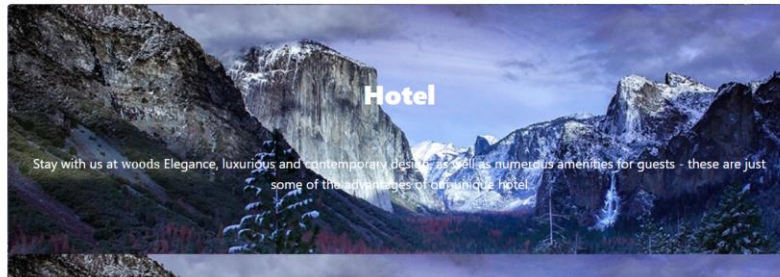 Hotel
Stay with us at woods Elegance, luxurious and contemporary design, as well as numerous amenities for guests - these are just
some of the advantages of our unique hotel.